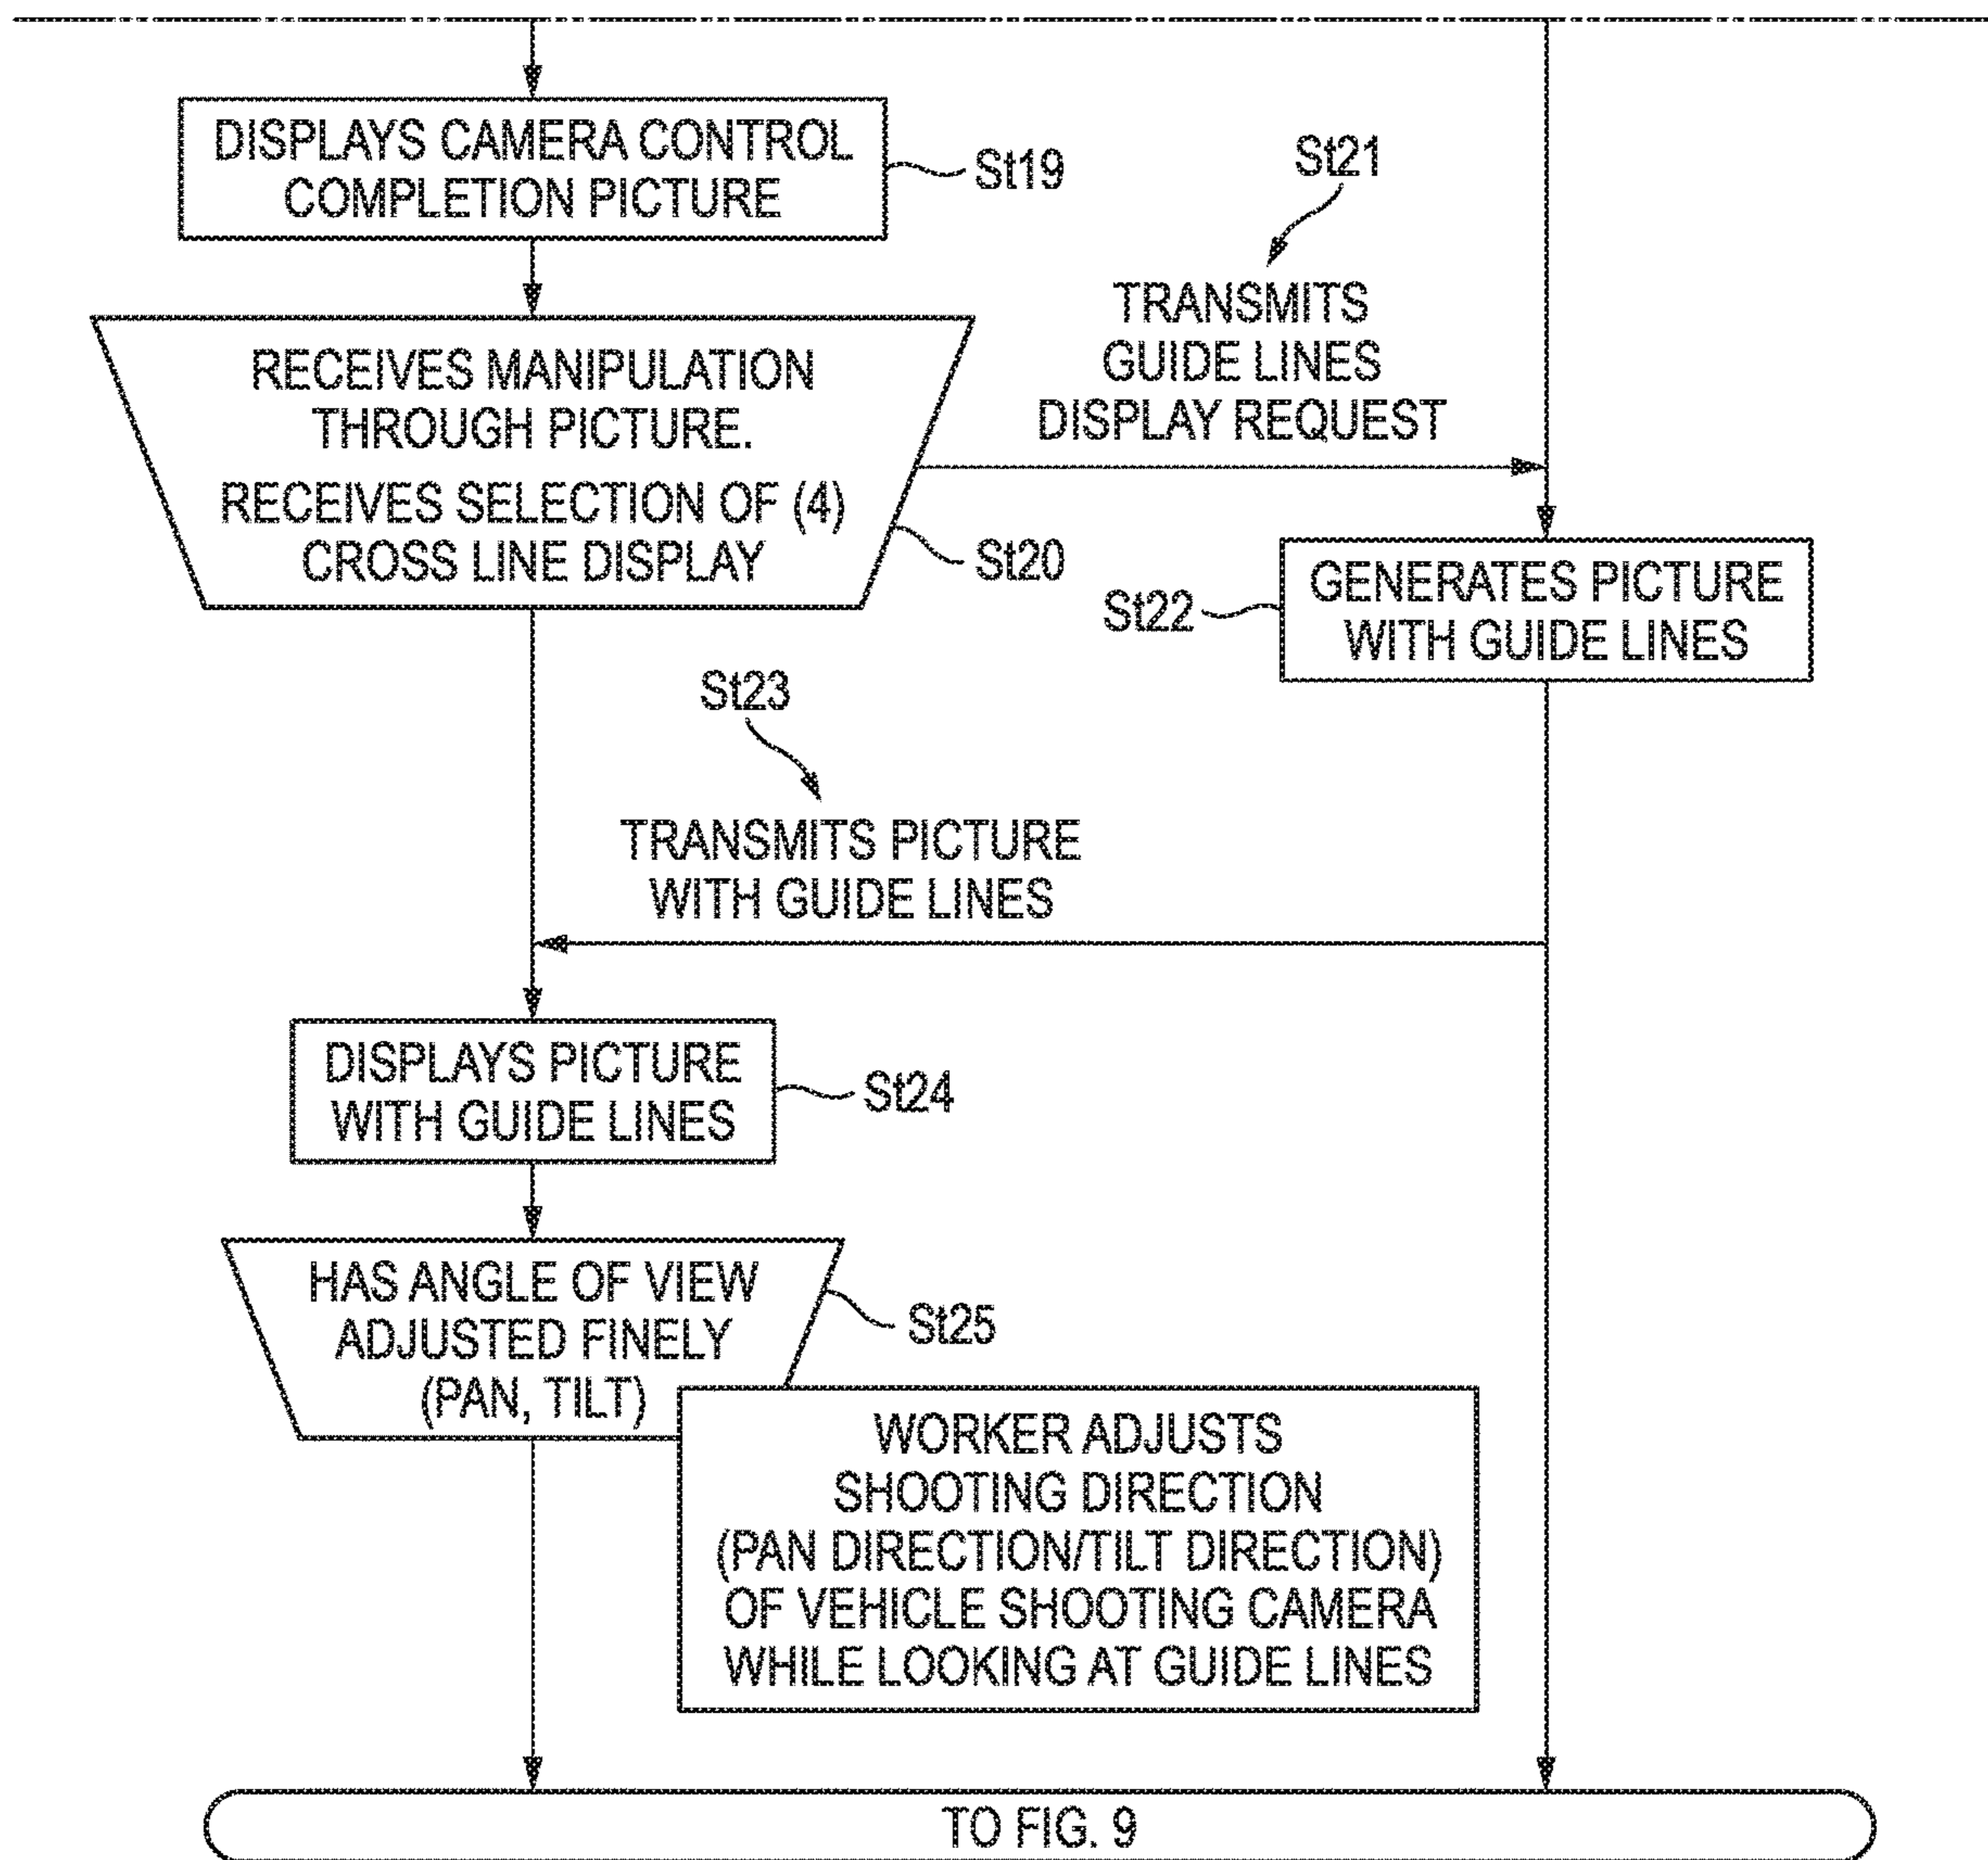 DISPLAYS CAMERA CONTROL
COMPLETION PICTURE
St19
St21
TRANSMITS
GUIDE LINES
DISPLAY REQUEST
RECEIVES MANIPULATION
THROUGH PICTURE.
RECEIVES SELECTION OF (4)
CROSS LINE DISPLAY
St20
St22
GENERATES PICTURE
WITH GUIDE LINES
St23
TRANSMITS PICTURE
WITH GUIDE LINES
DISPLAYS PICTURE
WITH GUIDE LINES
St24
HAS ANGLE OF VIEW
ADJUSTED FINELY
(PAN, TILT)
St25
WORKER ADJUSTS
SHOOTING DIRECTION
(PAN DIRECTION/TILT DIRECTION)
OF VEHICLE SHOOTING CAMERA
WHILE LOOKING AT GUIDE LINES
TO FIG. 9